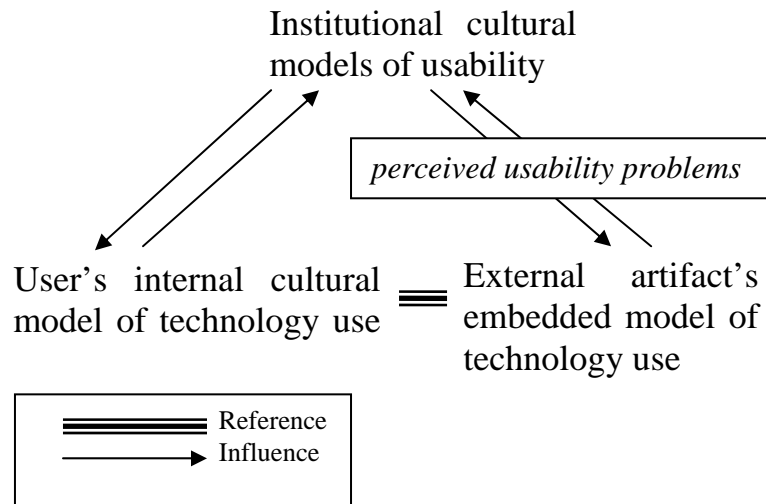 Institutional cultural
models of usability
perceived usability problems
User's internal cultural
model of technology use
External artifact's
embedded model of
technology use
Reference
Influence